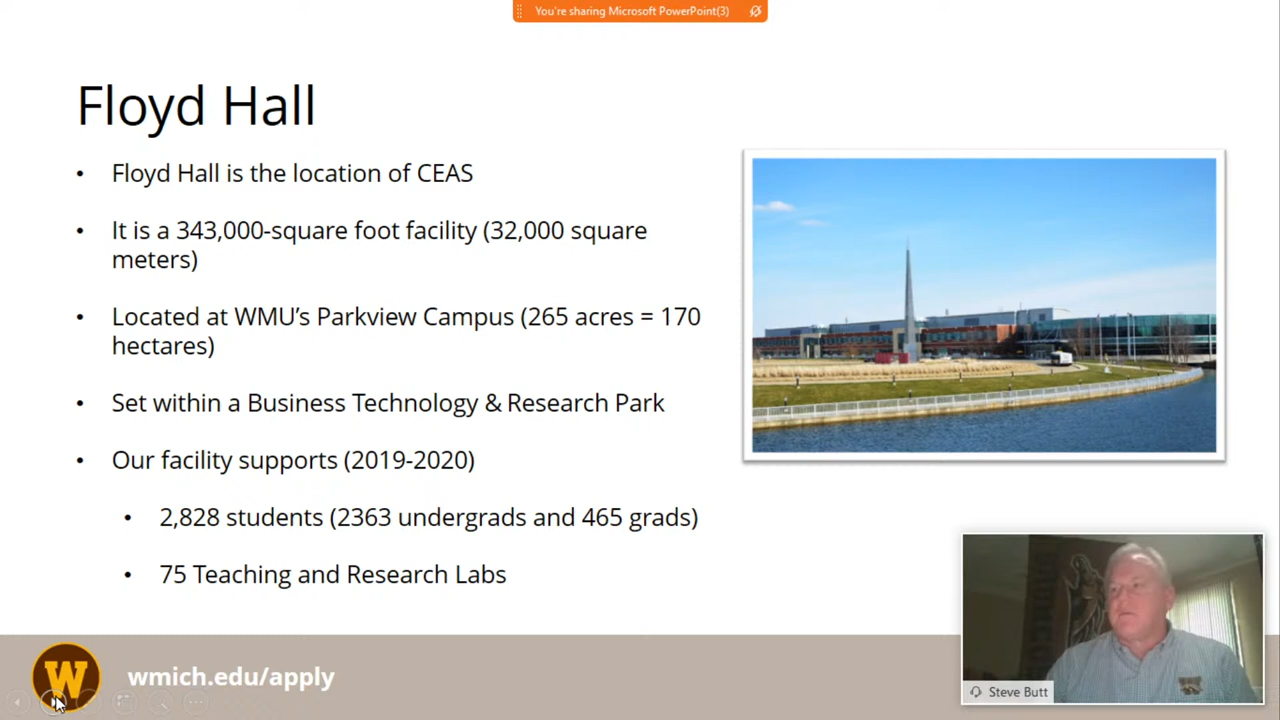 You're sharing Microsoft PowerPoint(3)
Floyd Hall
• Floyd Hall is the location of CEAS
• It is a 343,000-square foot facility (32,000 square
meters)
• Located at WMU’s Parkview Campus (265 acres = 170
hectares)
• Set within a Business Technology & Research Park
• Our facility supports (2019-2020)
• 2,828 students (2363 undergrads and 465 grads)
• 75 Teaching and Research Labs
W
wmich.edu/apply
Steve Butt